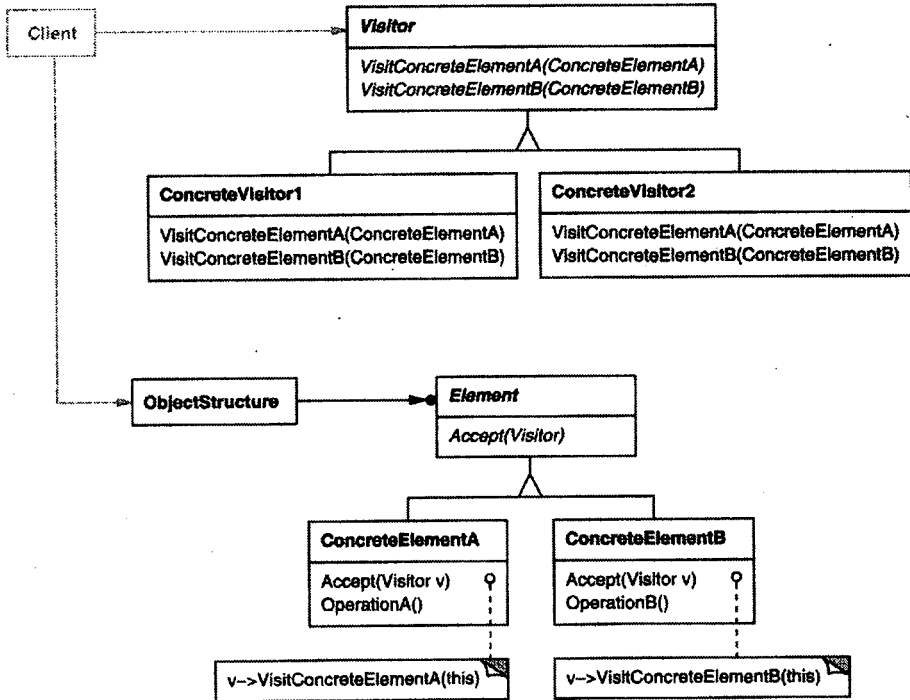 Client
Visitor
VisitConcreteElementA(ConcreteElementA)
VisitConcreteElementB(ConcreteElementB)
ConcreteVisitor1
VisitConcreteElementA(ConcreteElementA)
VisitConcreteElementB(ConcreteElementB)
ConcreteVisitor2
VisitConcreteElementA(ConcreteElementA)
VisitConcreteElementB(ConcreteElementB)
ObjectStructure
Element
Accept(Visitor)
ConcreteElementA
Accept(Visitor v)
OperationA()
ConcreteElementB
Accept(Visitor v)
OperationB()
v–>VisitConcreteElementA(this)
v–>VisitConcreteElementB(this)